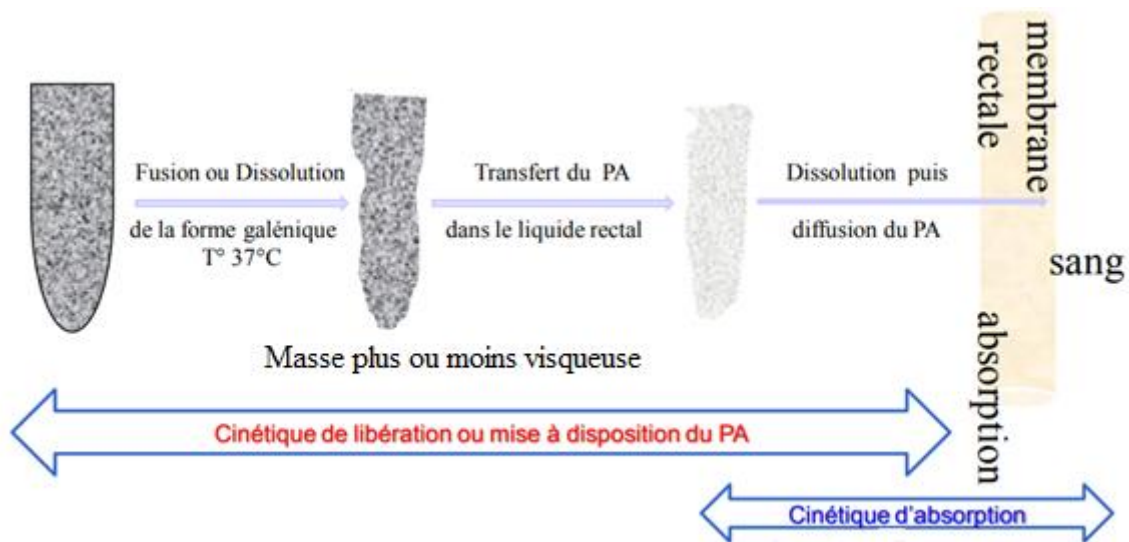 Fusion ou Dissolution
de la forme galénique
T° 37°C
Transfert du PA
dans le liquide rectal
Dissolution puis
diffusion du PA
membrane
rectale
absorption
sang
Masse plus ou moins visqueuse
Cinétique de libération ou mise à disposition du PA
Cinétique d'absorption